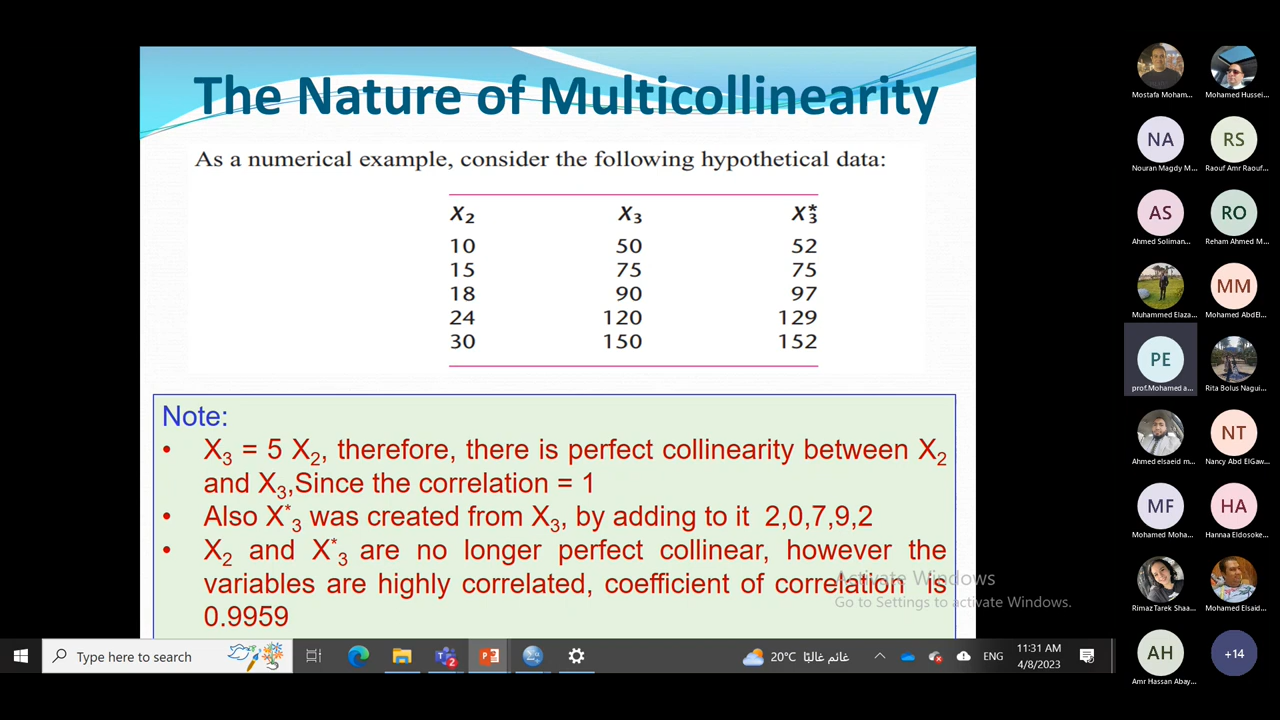 The Nature of Multicollinearity
As a numerical example, consider the following hypothetical data:
X2 X3 X*3
10 50 52
15 75 75
18 90 97
24 120 129
30 150 152
Note:
• X3 = 5 X2, therefore, there is perfect collinearity between X2
and X3,Since the correlation = 1
• Also X*3 was created from X3, by adding to it 2,0,7,9,2
• X2 and X*3 are no longer perfect collinear, however the
variables are highly correlated, coefficient of correlation is
0.9959
Activate Windows
Go to Settings to activate Windows.
Type here to search
2
20°C غائم غالبًا
ENG
11:31 AM
4/8/2023
Mostafa Moham...
Mohamed Hussei...
NA
Nouran Magdy M...
RS
Raouf Amr Raouf...
AS
Ahmed Soliman...
RO
Reham Ahmed M...
Muhammed Elaza...
MM
Mohamed AbdEl...
PE
prof.Mohamed a...
Rita Bolus Nagui...
Ahmed elsaeid m...
NT
Nancy Abd ElGaw...
MF
Mohamed Moha...
HA
Hannaa Eldosoke...
Rimaz Tarek Shaa...
Mohamed Elsaid...
AH
Amr Hassan Abay...
+14